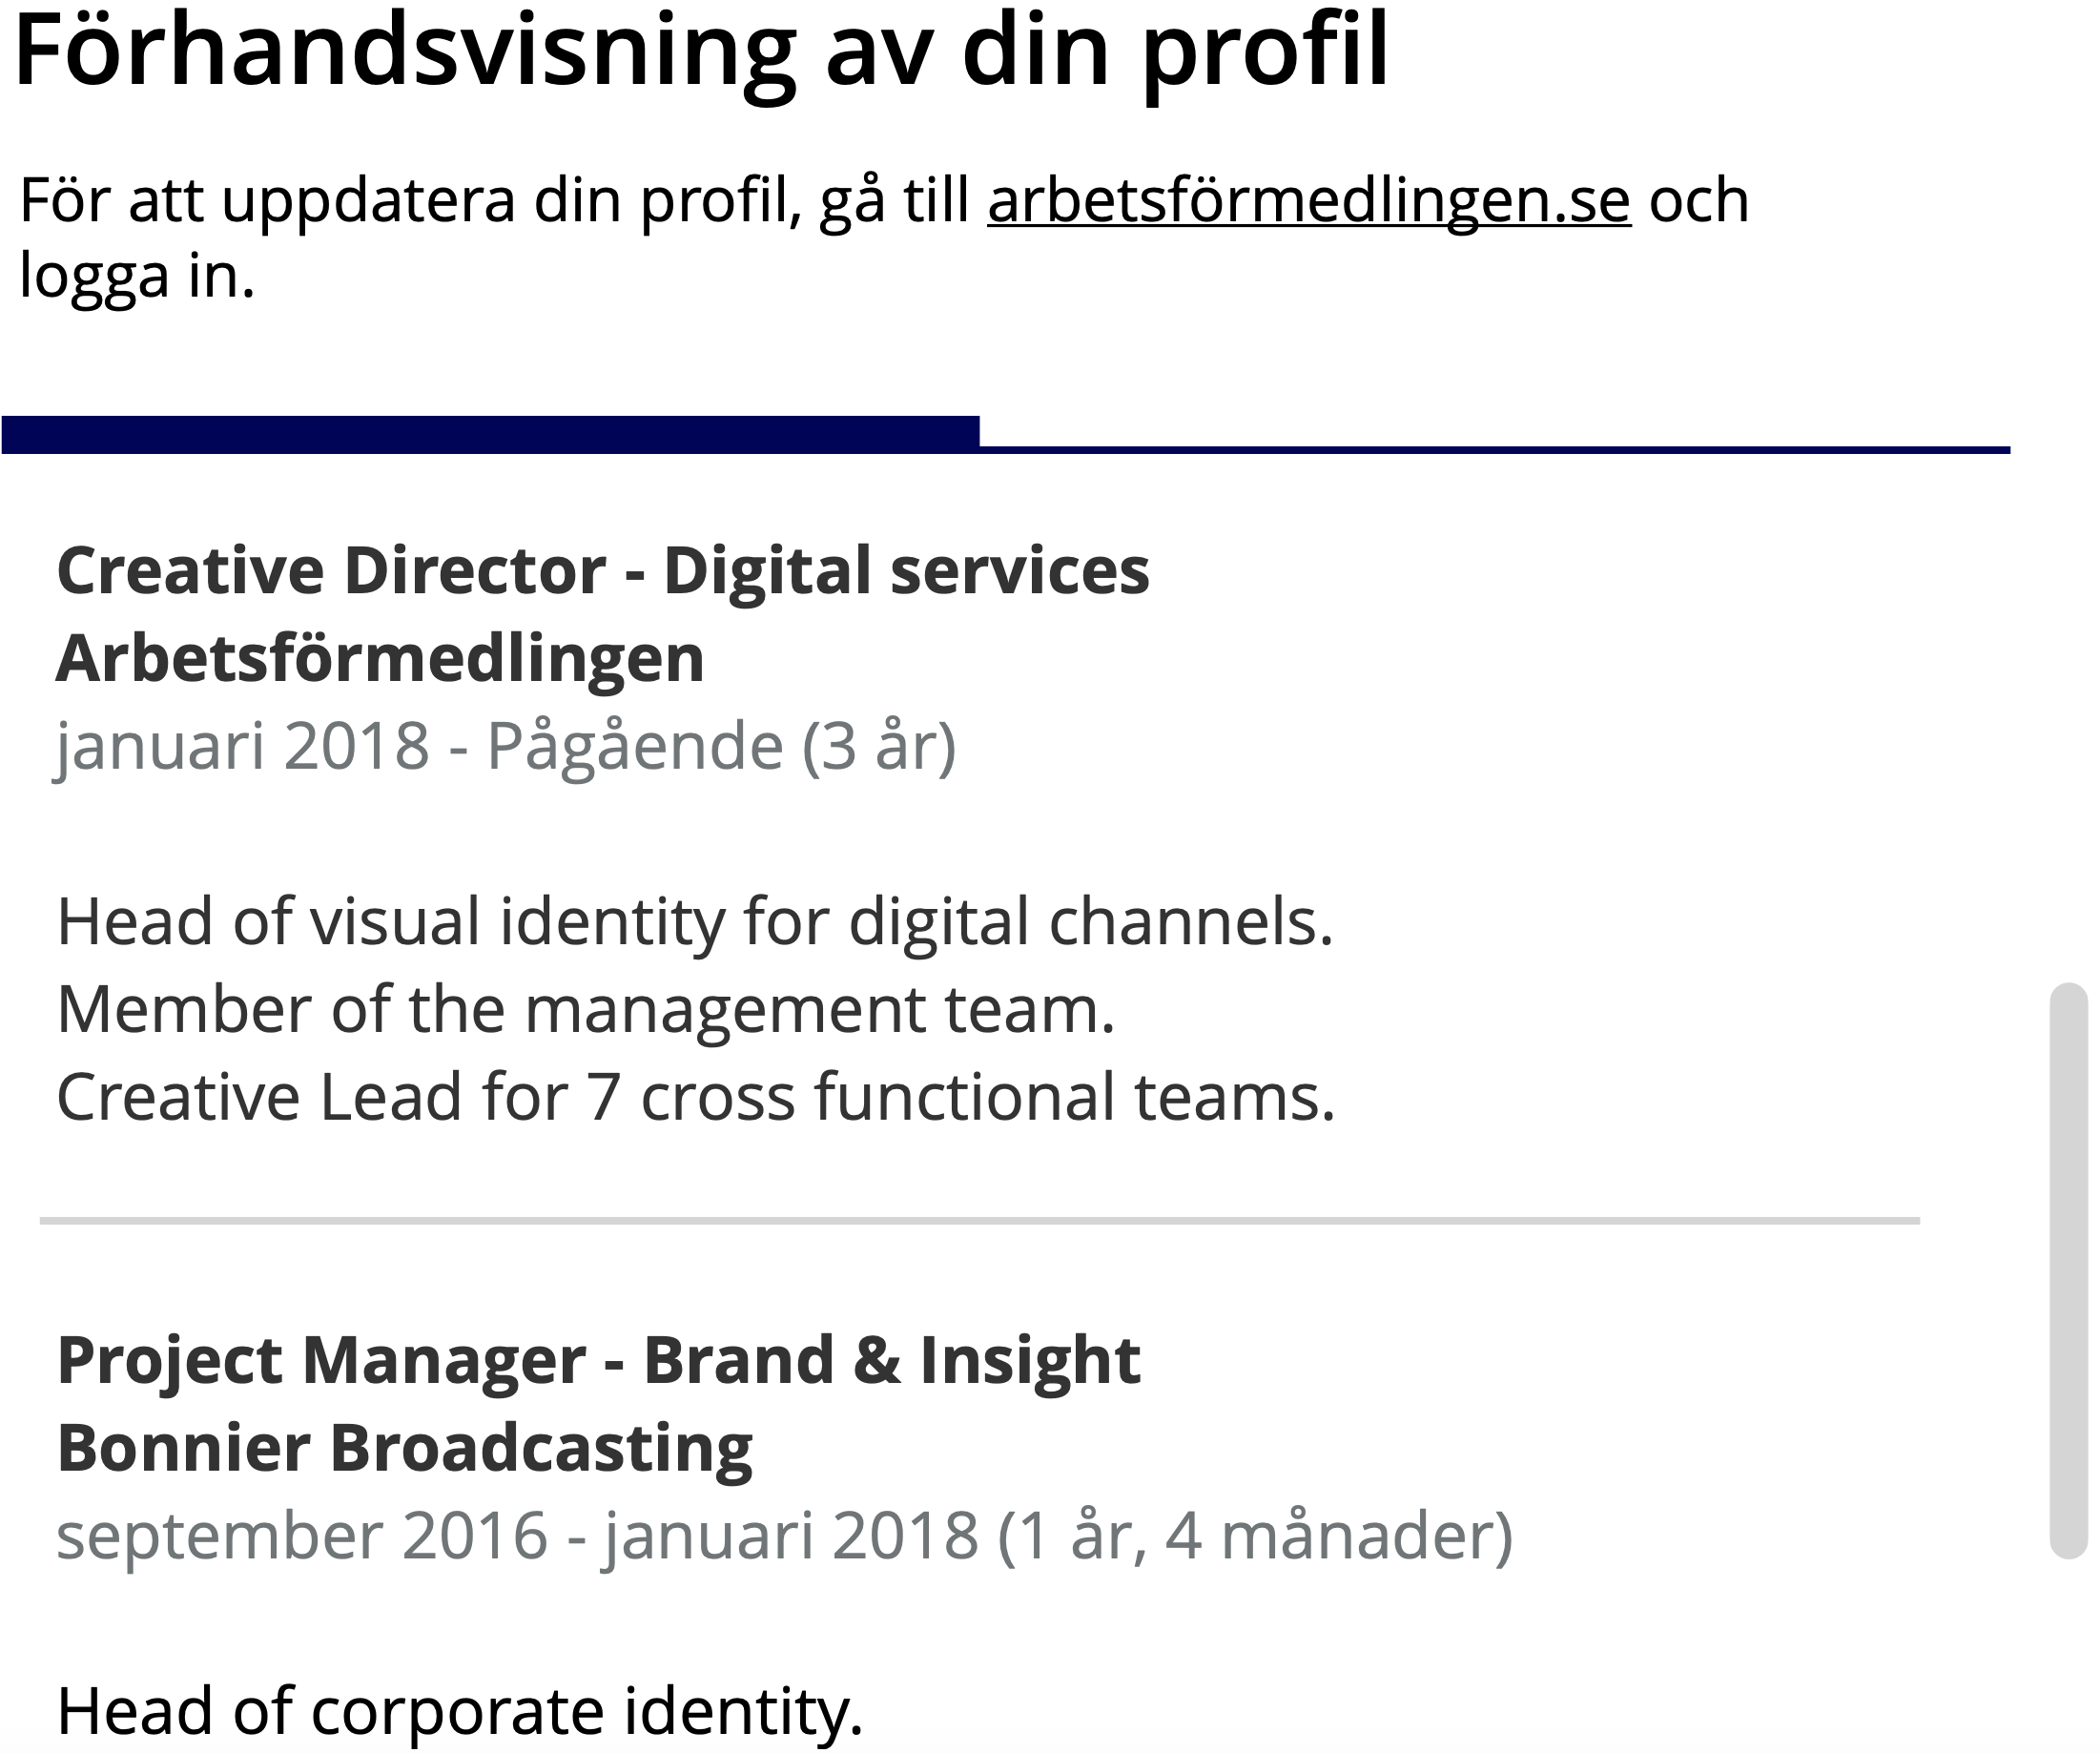 Förhandsvisning av din profil
För att uppdatera din profil, gå till arbetsförmedlingen.se och
logga in.
Creative Director - Digital services
Arbetsförmedlingen
januari 2018 - Pågående (3 år)
Head of visual identity for digital channels.
Member of the management team.
Creative Lead for 7 cross functional teams.
Project Manager - Brand & Insight
Bonnier Broadcasting
september 2016 - januari 2018 (1 år, 4 månader)
Head of corporate identity.